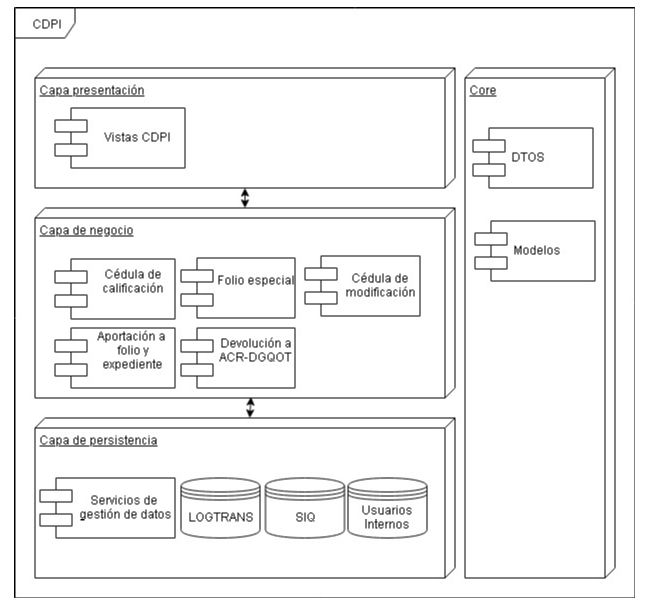 CDPI
Capa presentación
Vistas CDPI
Core
DTOS
Modelos
Capa de negocio
Cédula de
calificación
Folio especial
Cédula de
modificación
Aportación a
folio y
expediente
Devolución a
ACR-DGQOT
Capa de persistencia
Servicios de
gestión de datos
LOGTRANS
SIQ
Usuarios
Internos